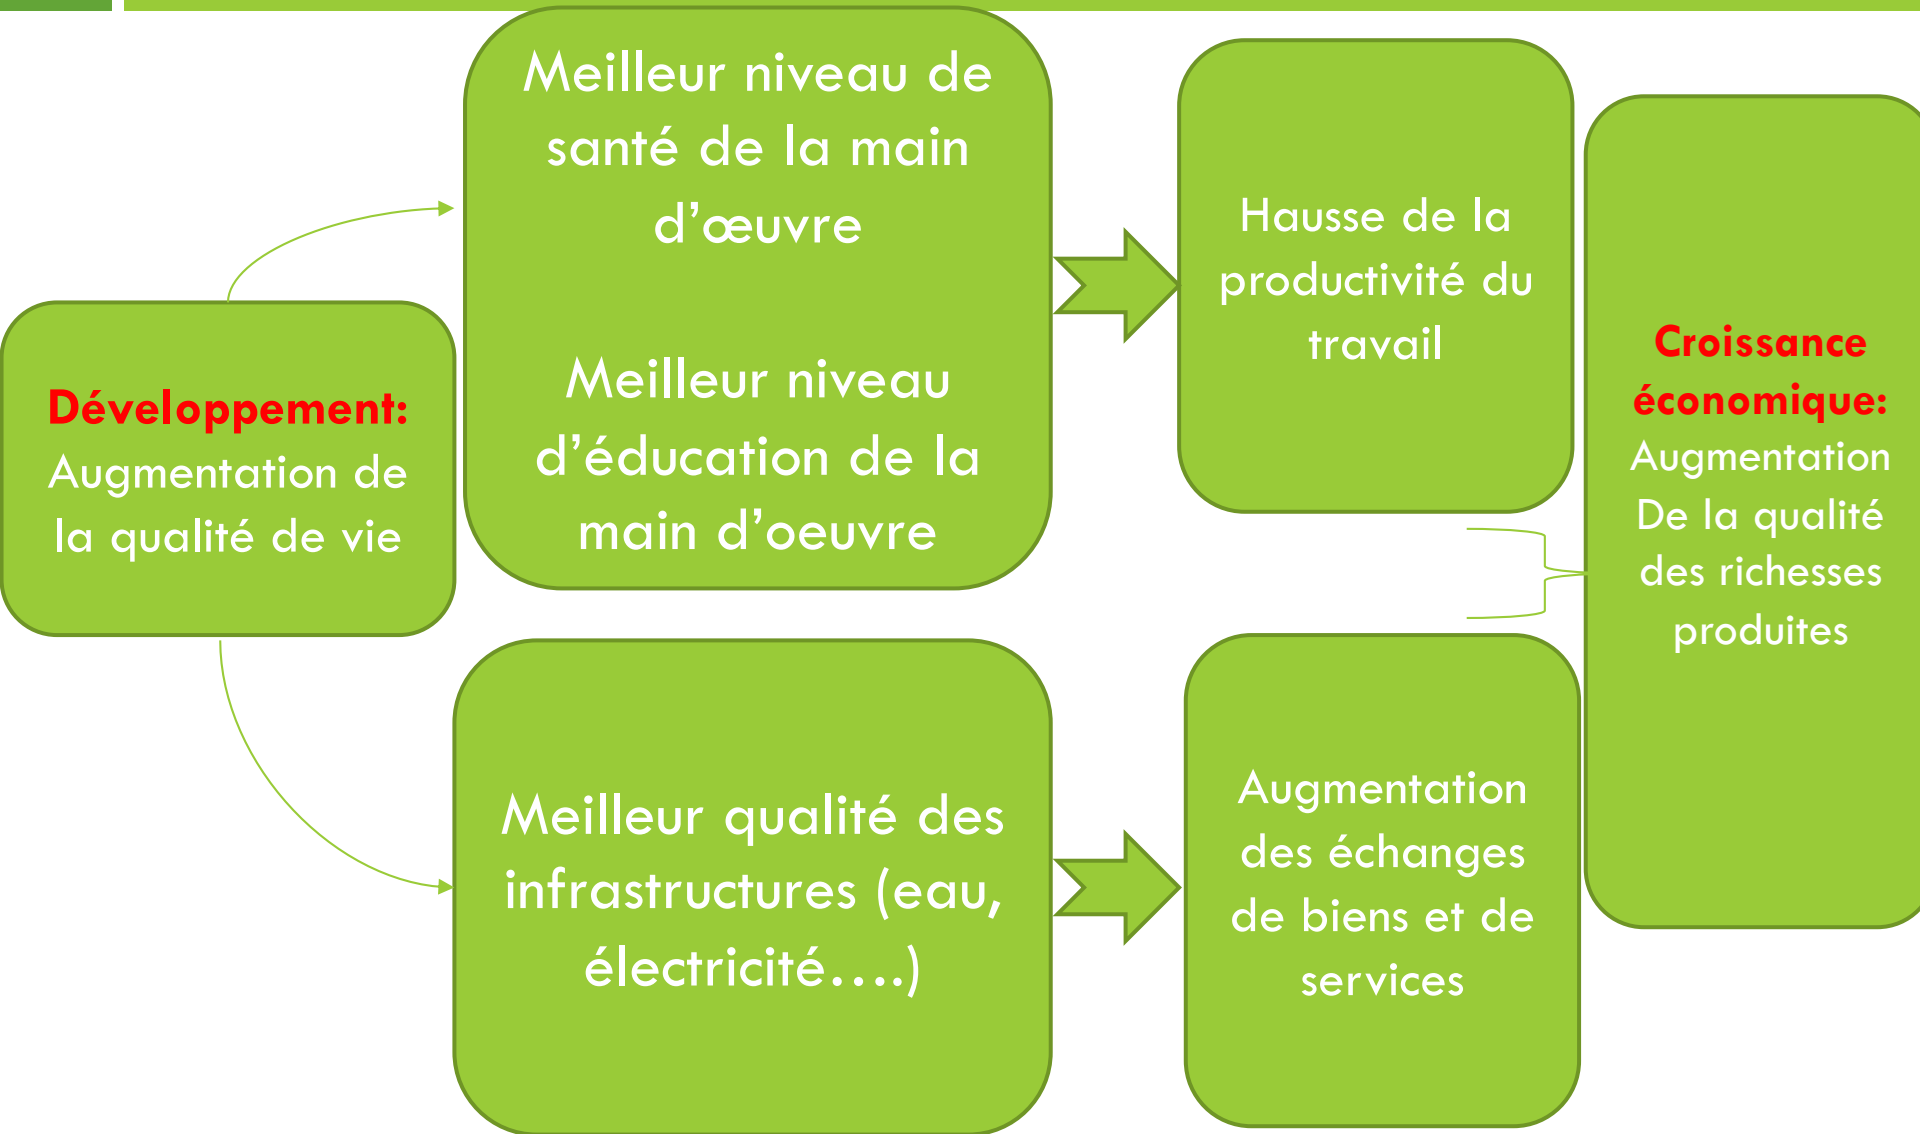 Développement:
Augmentation de
la qualité de vie
Meilleur niveau de
santé de la main
d’œuvre
Meilleur niveau
d’éducation de la
main d’oeuvre
Hausse de la
productivité du
travail
Meilleur qualité des
infrastructures (eau,
électricité….)
Augmentation
des échanges
de biens et de
services
Croissance
économique:
Augmentation
De la qualité
des richesses
produites